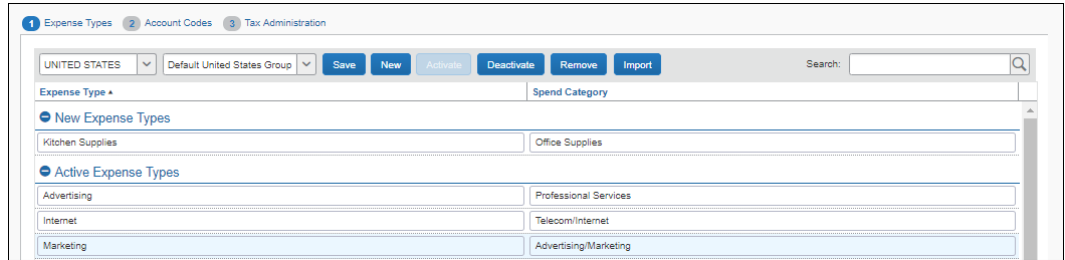 1 Expense Types 2 Account Codes 3 Tax Administration
UNITED STATES Default United States Group Save New Activate Deactivate Remove Import Search:
Expense Type Spend Category
New Expense Types
Kitchen Supplies Office Supplies
Active Expense Types
Advertising Professional Services
Internet Telecom/Internet
Marketing Advertising/Marketing